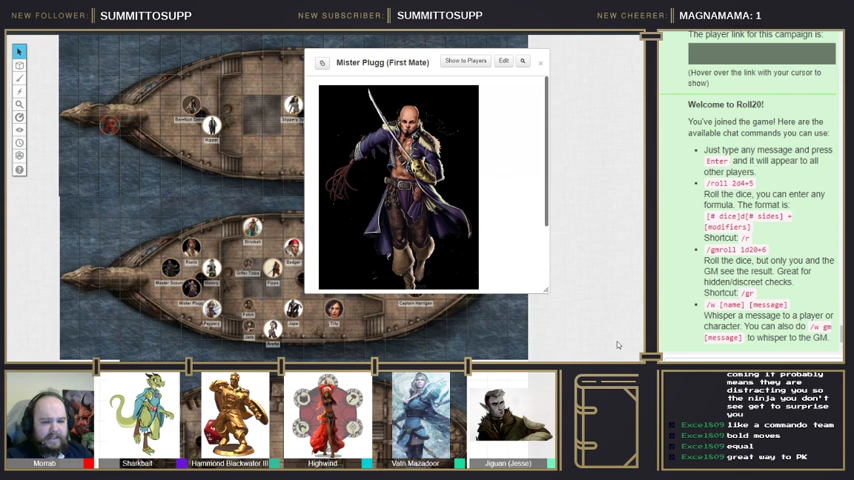 NEW FOLLOWER: SUMMITTOSUPP
NEW SUBSCRIBER: SUMMITTOSUPP
NEW CHEERER: MAGNAMAMA: 1
Mister Plugg (First Mate)
Show to Players
Edit
The player link for this campaign is:
(Hover over the link with your cursor to
show)
Welcome to Roll20!
You've joined the game! Here are the
available chat commands you can use:
Just type any message and press
Enter and it will appear to all
other players.
/roll 2d4+5
Roll the dice, you can enter any
formula. The format is:
[# dice]d[# sides] +
[modifiers]
Shortcut: /r
/gmroll 1d20+6
Roll the dice, but only you and the
GM see the result. Great for
hidden/discreet checks.
Shortcut: /gr
/w [name] [message]
Whisper a message to a player or
character. You can also do /w gm
[message] to whisper to the GM.
Captain Harrigan
Morrab
Sharkbait
Hammond Blackwater III
Highwind
Vatn Mazadoor
Jiguan (Jesse)
coming it probably
means they are
distracting you so
the ninja you don't
see get to surprise
you
Excel809 like a commando team
Excel809 bold moves
Excel809 equal
Excel809 great way to PK